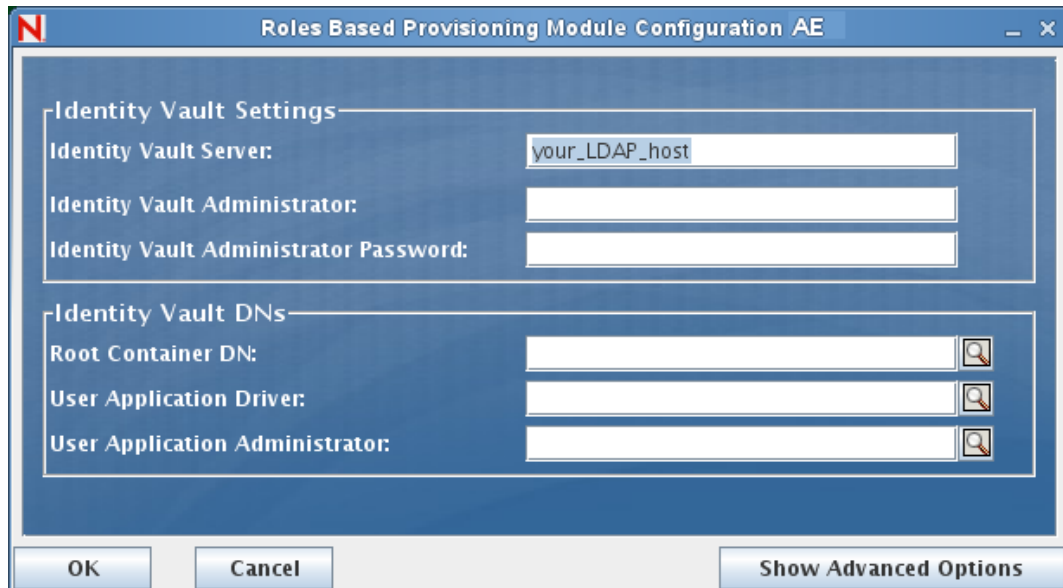 N
Roles Based Provisioning Module Configuration AE
Identity Vault Settings
Identity Vault Server:
your_LDAP_host
Identity Vault Administrator:
Identity Vault Administrator Password:
Identity Vault DNs
Root Container DN:
User Application Driver:
User Application Administrator:
OK
Cancel
Show Advanced Options